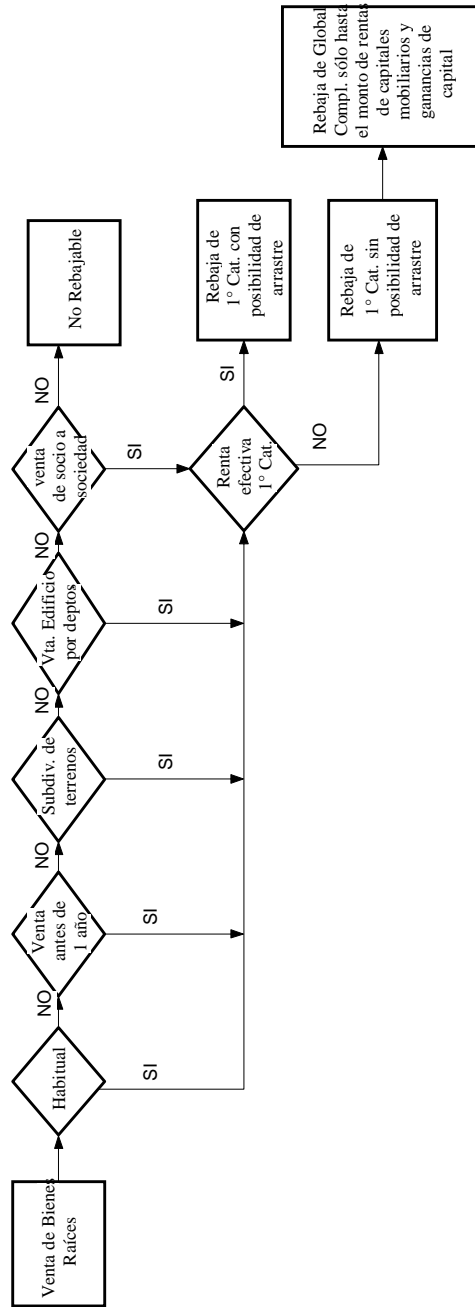 Venta de Bienes
Raíces
Habitual
NO
SI
Venta
antes de
1 año
NO
SI
Subdiv. de
terrenos
NO
SI
Vta. Edificio
por deptos
NO
SI
venta
de socio a
sociedad
NO
SI
No Rebajable
Renta
efectiva
1° Cat.
SI
NO
Rebaja de
1° Cat. con
posibilidad de
arrastre
Rebaja de
1° Cat. sin
posibilidad de
arrastre
Rebaja de Global
Compl. sólo hasta
el monto de rentas
de capitales
mobiliarios y
ganancias de
capital